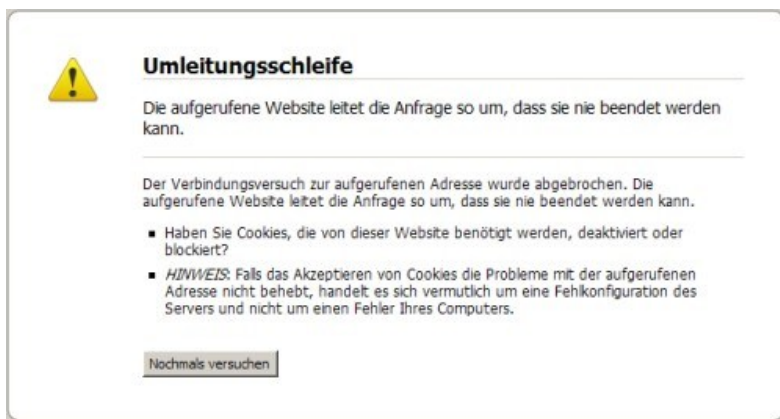 Umleitungsschleife
Die aufgerufene Website leitet die Anfrage so um, dass sie nie beendet werden
kann.
Der Verbindungsversuch zur aufgerufenen Adresse wurde abgebrochen. Die
aufgerufene Website leitet die Anfrage so um, dass sie nie beendet werden kann.
▪ Haben Sie Cookies, die von dieser Website benötigt werden, deaktiviert oder
blockiert?
▪ HINWEIS: Falls das Akzeptieren von Cookies die Probleme mit der aufgerufenen
Adresse nicht behebt, handelt es sich vermutlich um eine Fehlkonfiguration des
Servers und nicht um einen Fehler Ihres Computers.
Nochmals versuchen